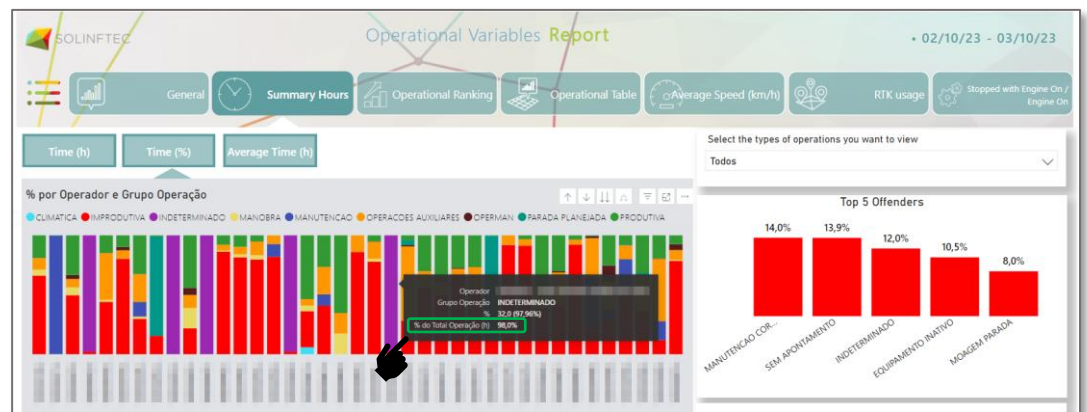 SOLINFTEC
Operational Variables Report
• 02/10/23 - 03/10/23
General
Summary Hours
Operational Ranking
Operational Table
Average Speed (km/h)
RTK usage
Stopped with Engine On /
Engine On
Time (h)
Time (%)
Average Time (h)
Select the types of operations you want to view
Todos
% por Operador e Grupo Operação
CLIMATICA IMPRODUTIVA INDETERMINADO MANOBRA MANUTENCAO OPERACOES AUXILIARES OPERMAN PARADA PLANEJADA PRODUTIVA
Operador
Grupo Operação INDETERMINADO
% 32,0 (97,96%)
% do Total Operação (h) 98,0%
Top 5 Offenders
14,0%
13,9%
12,0%
10,5%
8,0%
MANUTENCAO COR...
SEM APONTAMENTO
INDETERMINADO
EQUIPAMENTO INATIVO
MOAGEM PARADA